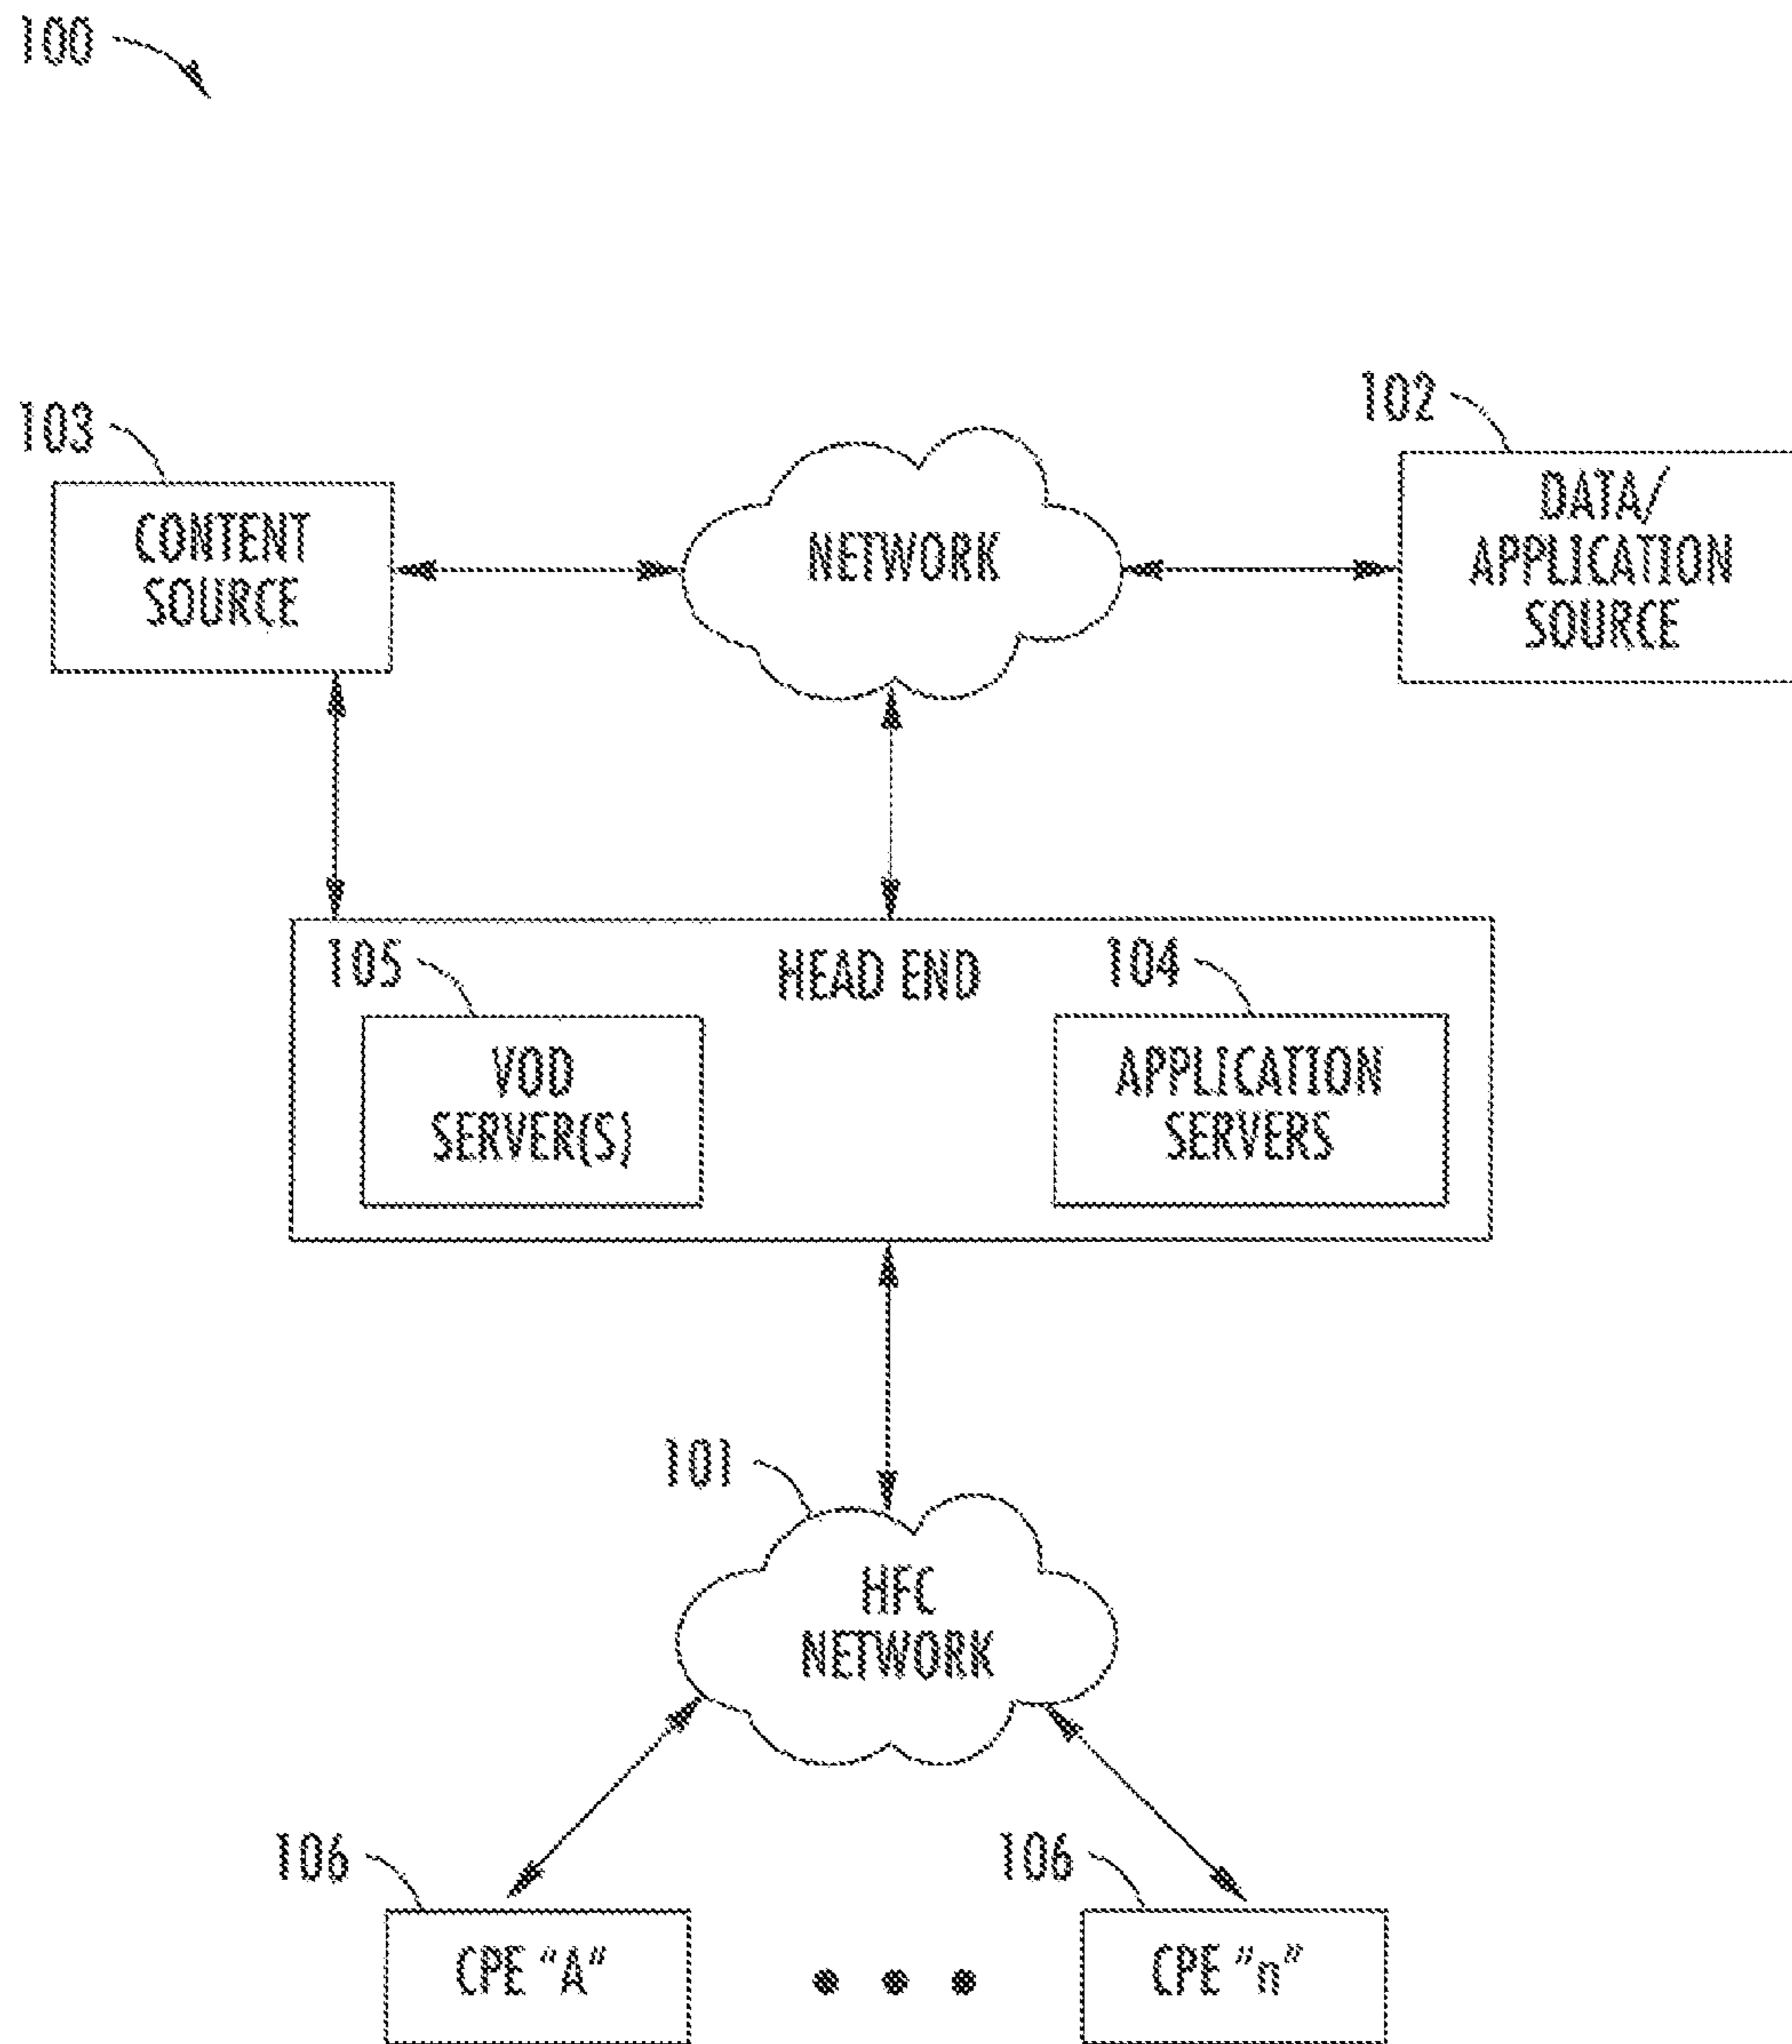 100
103
102
CONTENT
SOURCE
NETWORK
DATA/
APPLICATION
SOURCE
105
HEAD END
104
VOD
SERVER(S)
APPLICATION
SERVERS
101
HFC
NETWORK
106
106
CPE "A"
CPE "n"